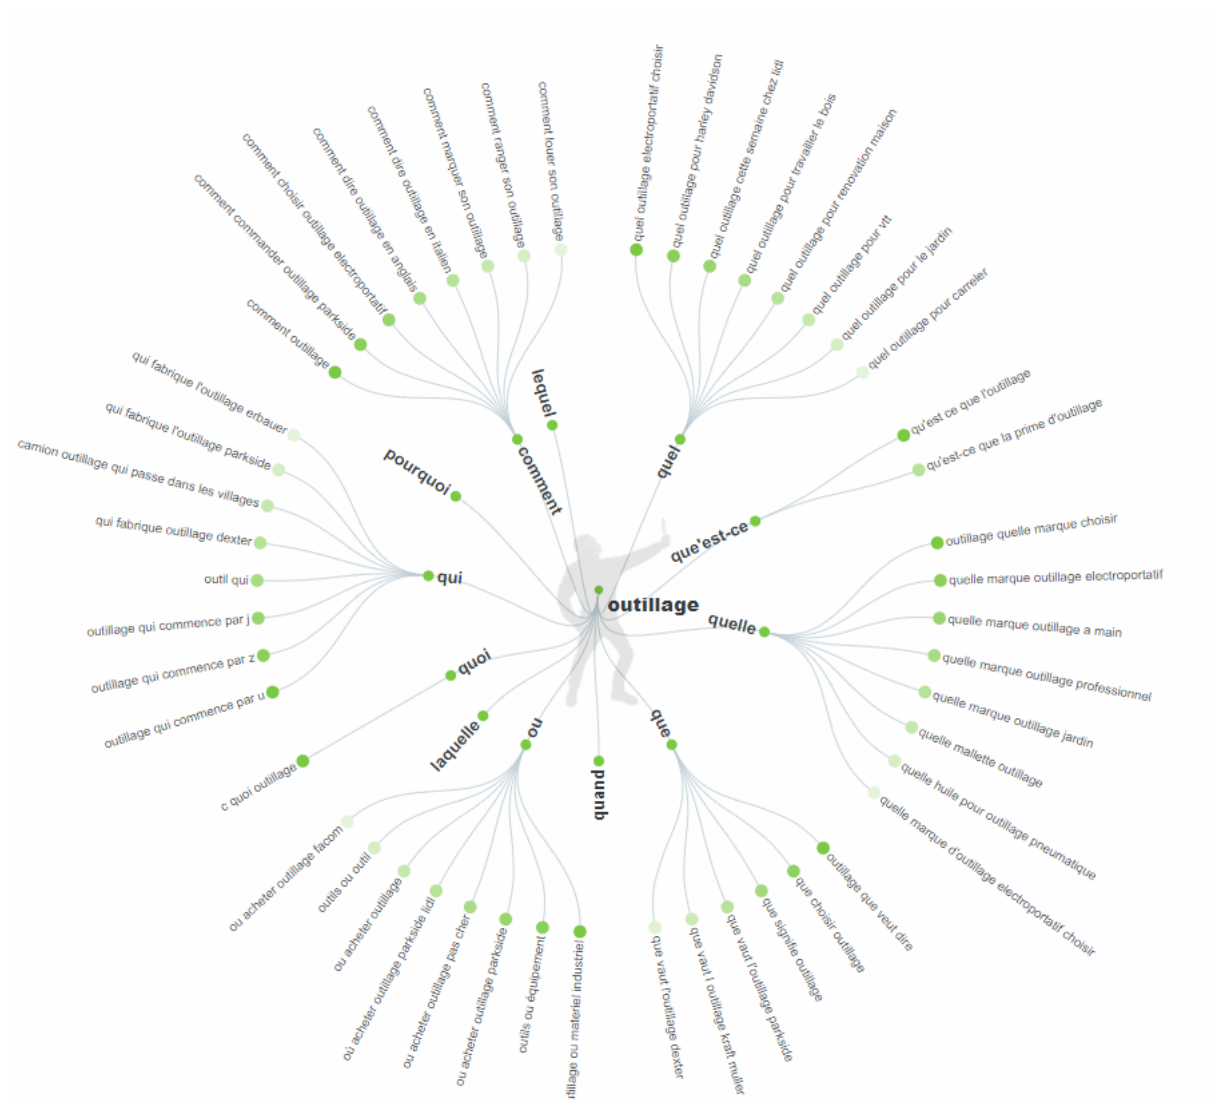 outillage
quel
quel outillage electroportatif choisir
quel outillage pour harley davidson
quel outillage cette semaine chez lidl
quel outillage pour travailler le bois
quel outillage pour renovation maison
quel outillage pour vtt
quel outillage pour le jardin
quel outillage pour carreler
que'est-ce
qu'est ce que l'outillage
qu'est-ce que la prime d'outillage
quelle
outillage quelle marque choisir
quelle marque outillage electroportatif
quelle marque outillage a main
quelle marque outillage professionnel
quelle marque outillage jardin
quelle mallette outillage
quelle huile pour outillage pneumatique
quelle marque d'outillage electroportatif choisir
que
outillage que veut dire
que choisir outillage
que signifie outillage
que vaut l'outillage parkside
que vaut l outillage kraft muller
que vaut l'outillage dexter
quand
ou
tillage ou materiel industriel
outils ou équipement
ou acheter outillage parkside
ou acheter outillage pas cher
où acheter outillage parkside lidl
ou acheter outillage
outils ou outil
ou acheter outillage facom
laquelle
quoi
c quoi outillage
qui
outillage qui commence par u
outillage qui commence par z
outillage qui commence par j
outil qui
qui fabrique outillage dexter
camion outillage qui passe dans les villages
qui fabrique l'outillage parkside
qui fabrique l'outillage erbauer
pourquoi
comment
comment outillage
comment commander outillage parkside
comment choisir outillage electroportatif
comment dire outillage en anglais
comment dire outillage en italien
comment marquer son outillage
comment ranger son outillage
comment louer son outillage
lequel